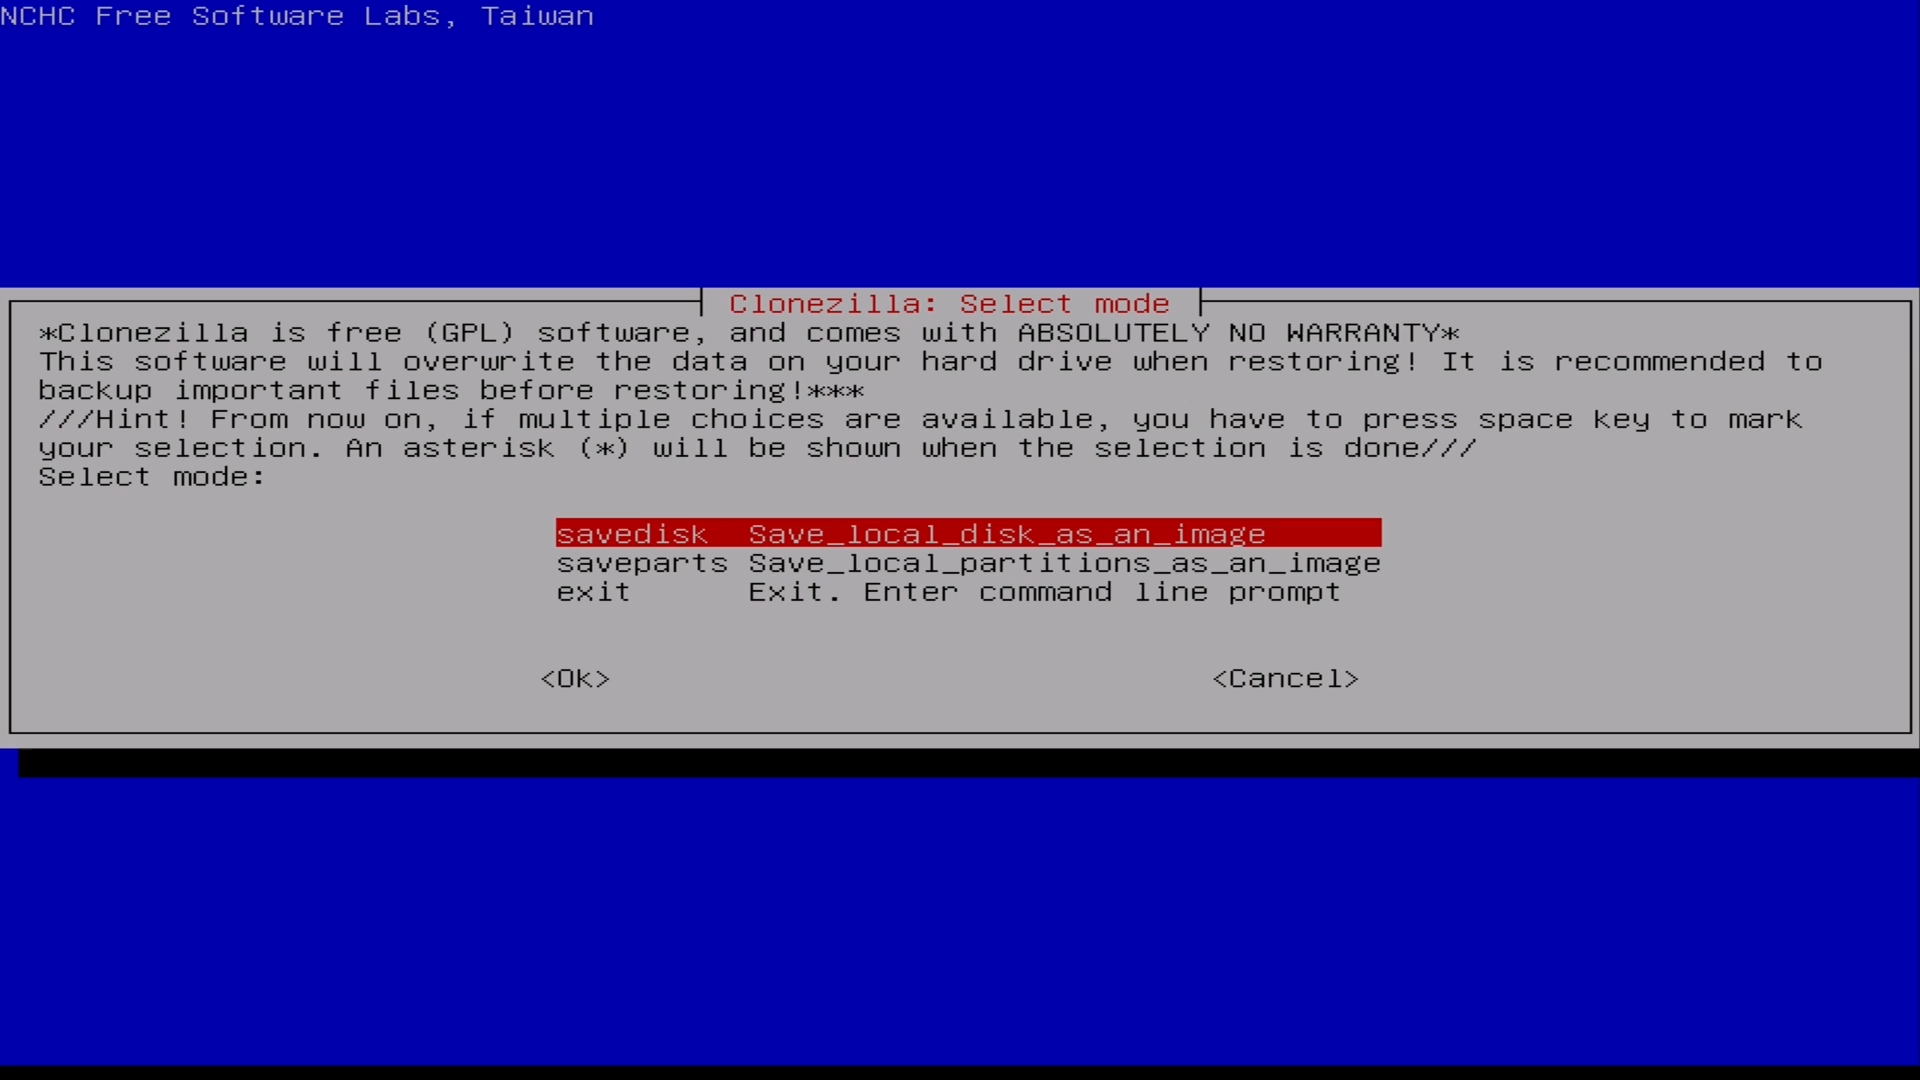 NCHC Free Software Labs, Taiwan
Clonezilla: Select mode
*Clonezilla is free (GPL) software, and comes with ABSOLUTELY NO WARRANTY*
This software will overwrite the data on your hard drive when restoring! It is recommended to
backup important files before restoring!***
///Hint! From now on, if multiple choices are available, you have to press space key to mark
your selection. An asterisk (*) will be shown when the selection is done///
Select mode:
savedisk Save_local_disk_as_an_image
saveparts Save_local_partitions_as_an_image
exit Exit. Enter command line prompt
<Ok> <Cancel>